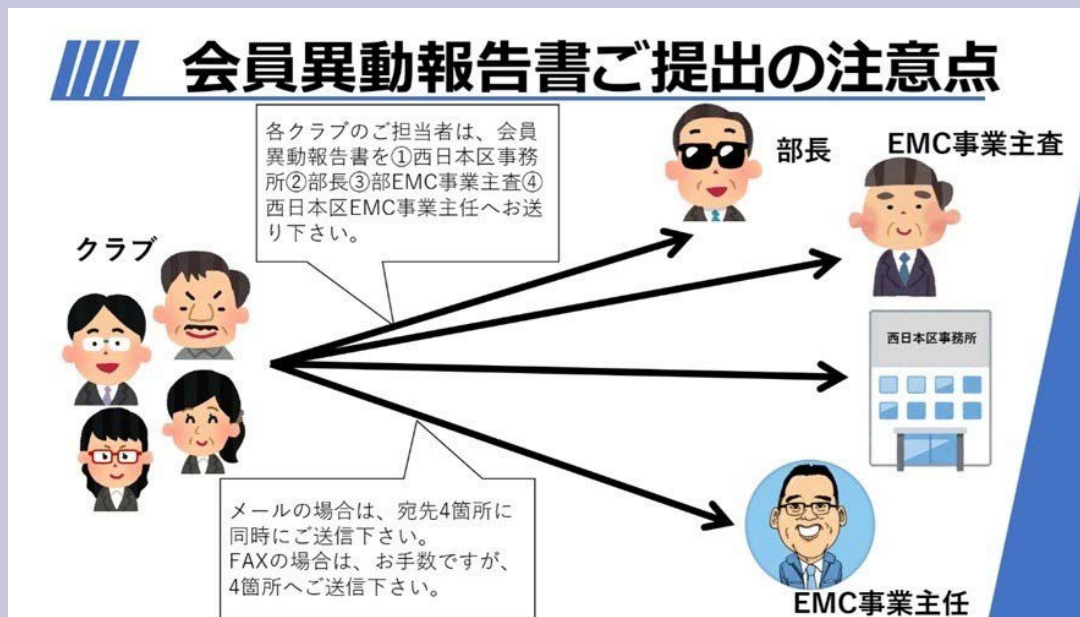 会員異動報告書ご提出の注意点
各クラブのご担当者は、会員
異動報告書を①西日本区事務
所②部長③部EMC事業主査④
西日本区EMC事業主任へお送
り下さい。
部長
EMC事業主査
クラブ
西日本区事務所
メールの場合は、宛先4箇所に
同時にご送信下さい。
FAXの場合は、お手数ですが、
4箇所へご送信下さい。
EMC事業主任